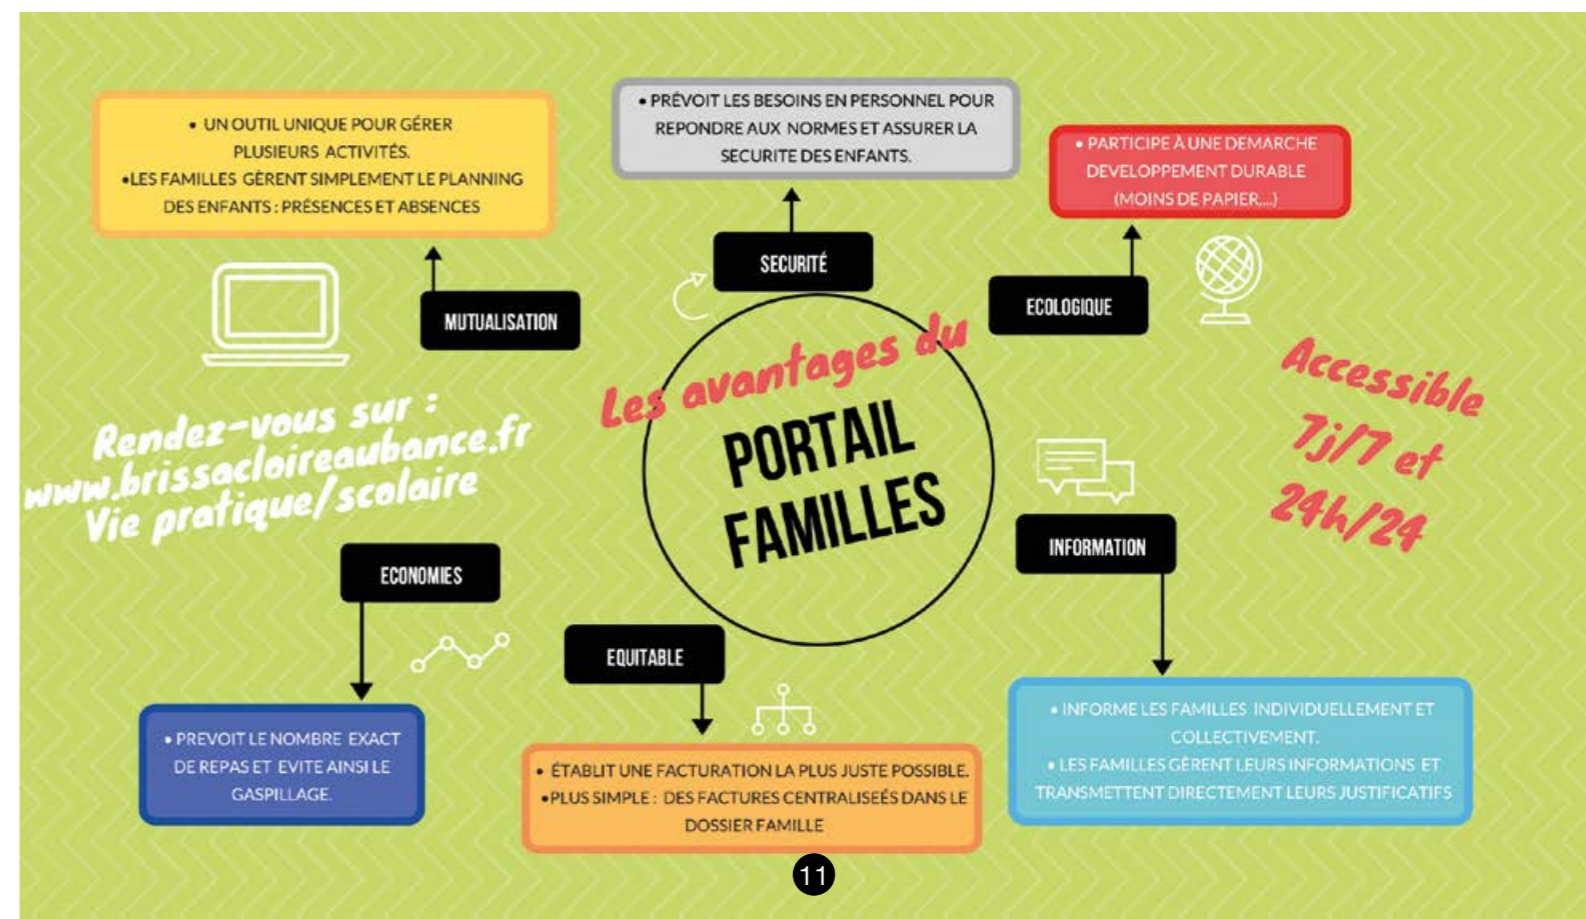 • UN OUTIL UNIQUE POUR GÉRER
PLUSIEURS ACTIVITÉS.
•LES FAMILLES GÈRENT SIMPLEMENT LE PLANNING
DES ENFANTS : PRÉSENCES ET ABSENCES
MUTUALISATION
• PRÉVOIT LES BESOINS EN PERSONNEL POUR
REPONDRE AUX NORMES ET ASSURER LA
SECURITE DES ENFANTS.
SECURITÉ
• PARTICIPE À UNE DEMARCHE
DEVELOPPEMENT DURABLE
(MOINS DE PAPIER,...)
ECOLOGIQUE
Les avantages du
PORTAIL
FAMILLES
Rendez-vous sur :
www.brissacloireaubance.fr
Vie pratique/scolaire
Accessible
7j/7 et
24h/24
ECONOMIES
• PREVOIT LE NOMBRE EXACT
DE REPAS ET EVITE AINSI LE
GASPILLAGE.
EQUITABLE
• ÉTABLIT UNE FACTURATION LA PLUS JUSTE POSSIBLE.
•PLUS SIMPLE : DES FACTURES CENTRALISEÉS DANS LE
DOSSIER FAMILLE
INFORMATION
• INFORME LES FAMILLES INDIVIDUELLEMENT ET
COLLECTIVEMENT.
• LES FAMILLES GÈRENT LEURS INFORMATIONS ET
TRANSMETTENT DIRECTEMENT LEURS JUSTIFICATIFS
11